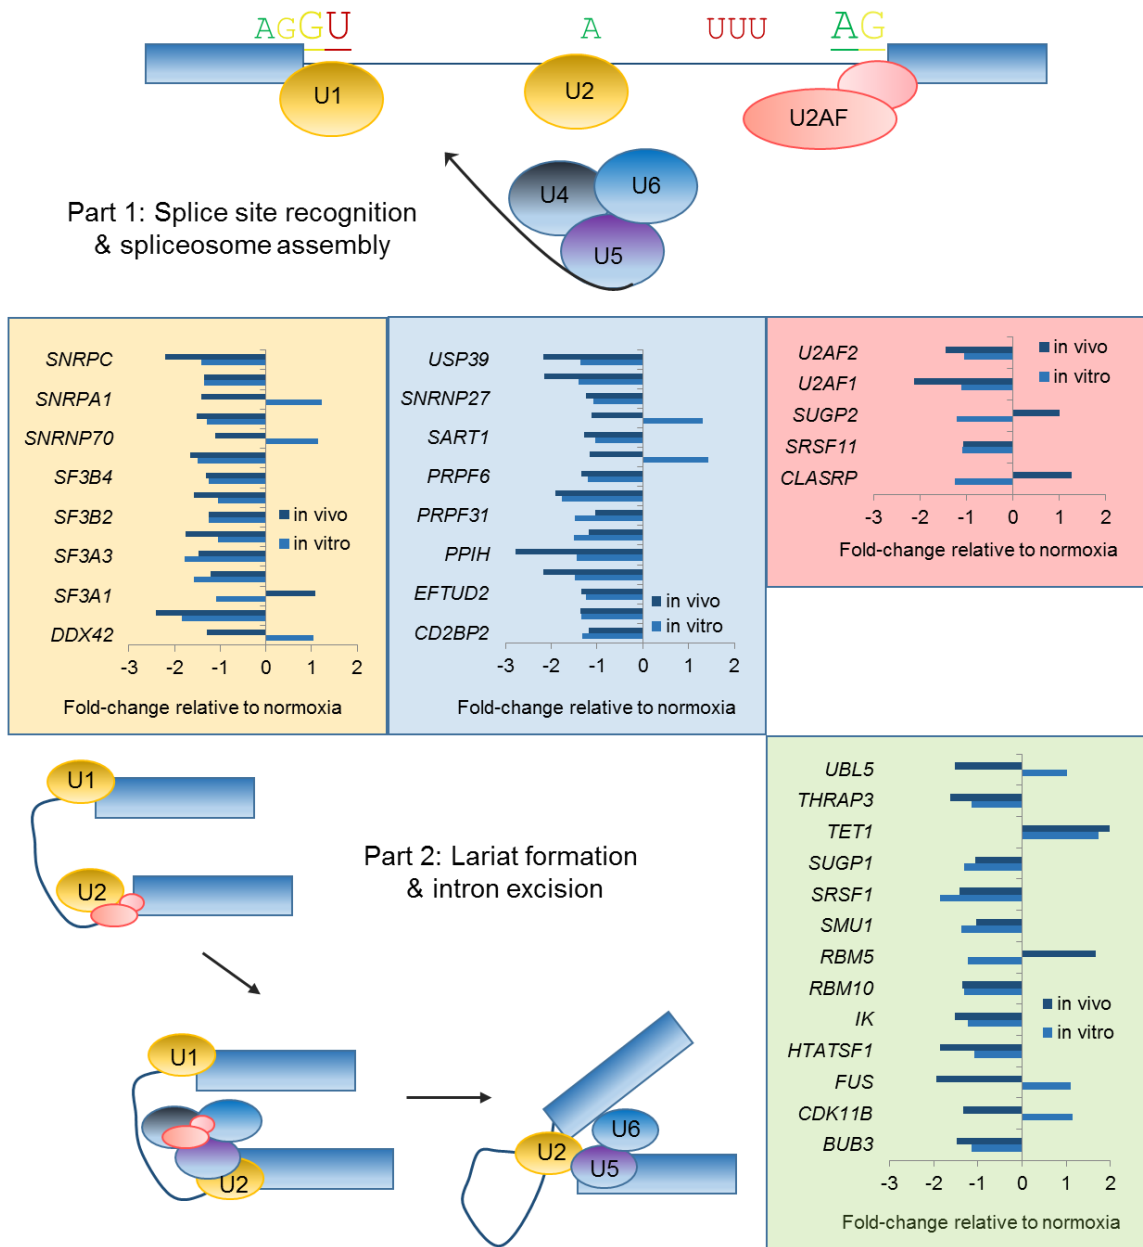 AGGU A UUU AG
U1 U2 U2AF
U4 U6
U5
Part 1: Splice site recognition
& spliceosome assembly
SNRPC
SNRPA1
SNRNP70
SF3B4
SF3B2
SF3A3
SF3A1
DDX42
in vivo
in vitro
-3 -2 -1 0 1 2
Fold-change relative to normoxia
USP39
SNRNP27
SART1
PRPF6
PRPF31
PPIH
EFTUD2
CD2BP2
in vivo
in vitro
-3 -2 -1 0 1 2
Fold-change relative to normoxia
U2AF2
U2AF1
SUGP2
SRSF11
CLASRP
in vivo
in vitro
-3 -2 -1 0 1 2
Fold-change relative to normoxia
U1
U2
Part 2: Lariat formation
& intron excision
U1
U2
U6
U2
U5
UBL5
THRAP3
TET1
SUGP1
SRSF1
SMU1
RBM5
RBM10
IK
HTATSF1
FUS
CDK11B
BUB3
in vivo
in vitro
-3 -2 -1 0 1 2
Fold-change relative to normoxia